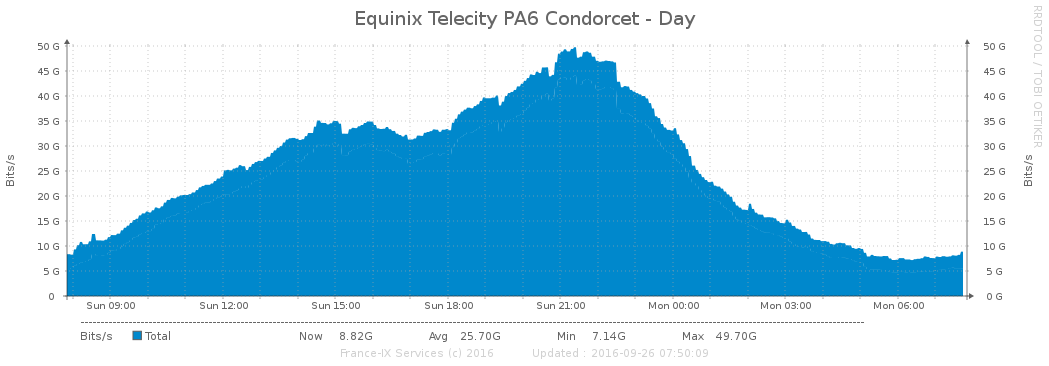 Equinix Telecity PA6 Condorcet - Day
RRDTOOL / TOBI OETIKER
Bits/s
50 G
45 G
40 G
35 G
30 G
25 G
20 G
15 G
10 G
5 G
0
50 G
45 G
40 G
35 G
30 G
25 G
20 G
15 G
10 G
5 G
0 G
Bits/s
Sun 09:00 Sun 12:00 Sun 15:00 Sun 18:00 Sun 21:00 Mon 00:00 Mon 03:00 Mon 06:00
Bits/s Total Now 8.82G Avg 25.70G Min 7.14G Max 49.70G
France-IX Services (c) 2016 Updated : 2016-09-26 07:50:09